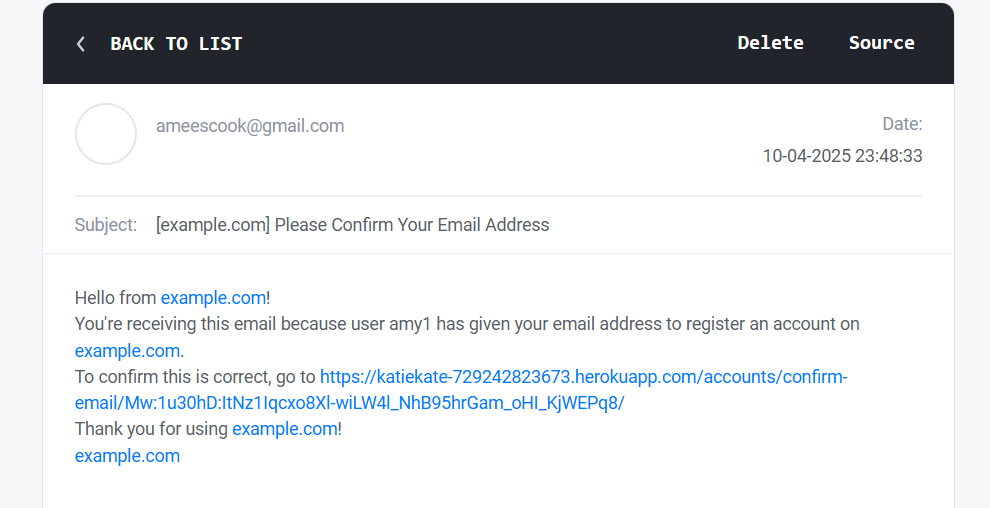 BACK TO LIST
Delete
Source
ameescook@gmail.com
Date:
10-04-2025 23:48:33
Subject: [example.com] Please Confirm Your Email Address
Hello from example.com!
You're receiving this email because user amy1 has given your email address to register an account on
example.com.
To confirm this is correct, go to https://katiekate-729242823673.herokuapp.com/accounts/confirm-
email/Mw:1u30hD:ItNz1Iqcxo8Xl-wiLW4l_NhB95hrGam_oHI_KjWEPq8/
Thank you for using example.com!
example.com